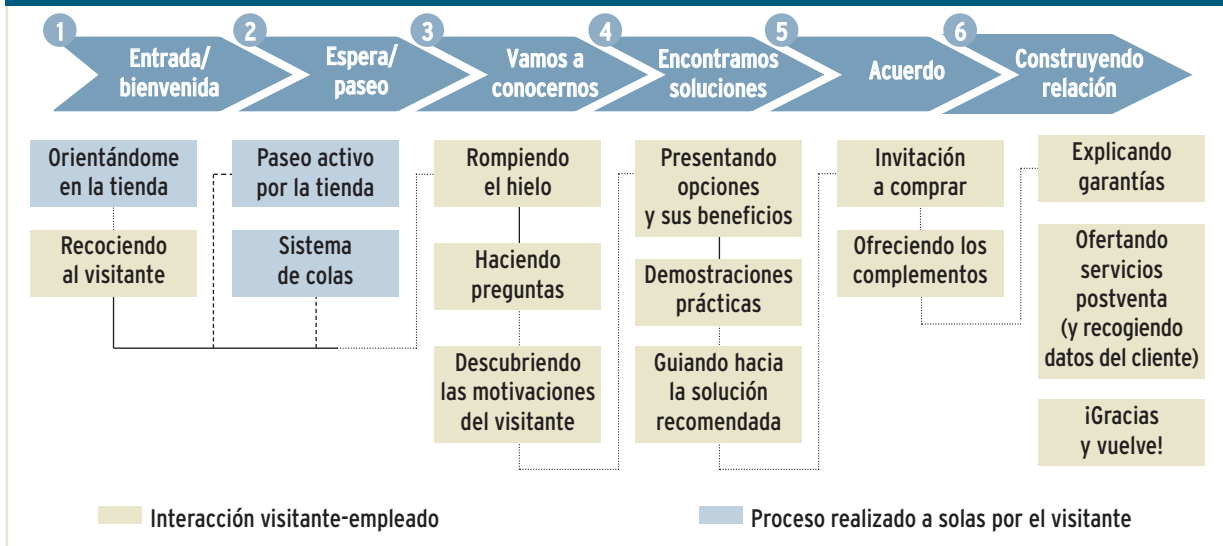 1
Entrada/
bienvenida
2
Espera/
paseo
3
Vamos a
conocernos
4
Encontramos
soluciones
5
Acuerdo
6
Construyendo
relación
Orientándome
en la tienda
Recociendo
al visitante
Paseo activo
por la tienda
Sistema
de colas
Rompiendo
el hielo
Haciendo
preguntas
Descubriendo
las motivaciones
del visitante
Presentando
opciones
y sus beneficios
Demostraciones
prácticas
Guiando hacia
la solución
recomendada
Invitación
a comprar
Ofreciendo los
complementos
Explicando
garantías
Ofertando
servicios
postventa
(y recogiendo
datos del cliente)
¡Gracias
y vuelve!
Interacción visitante-empleado
Proceso realizado a solas por el visitante